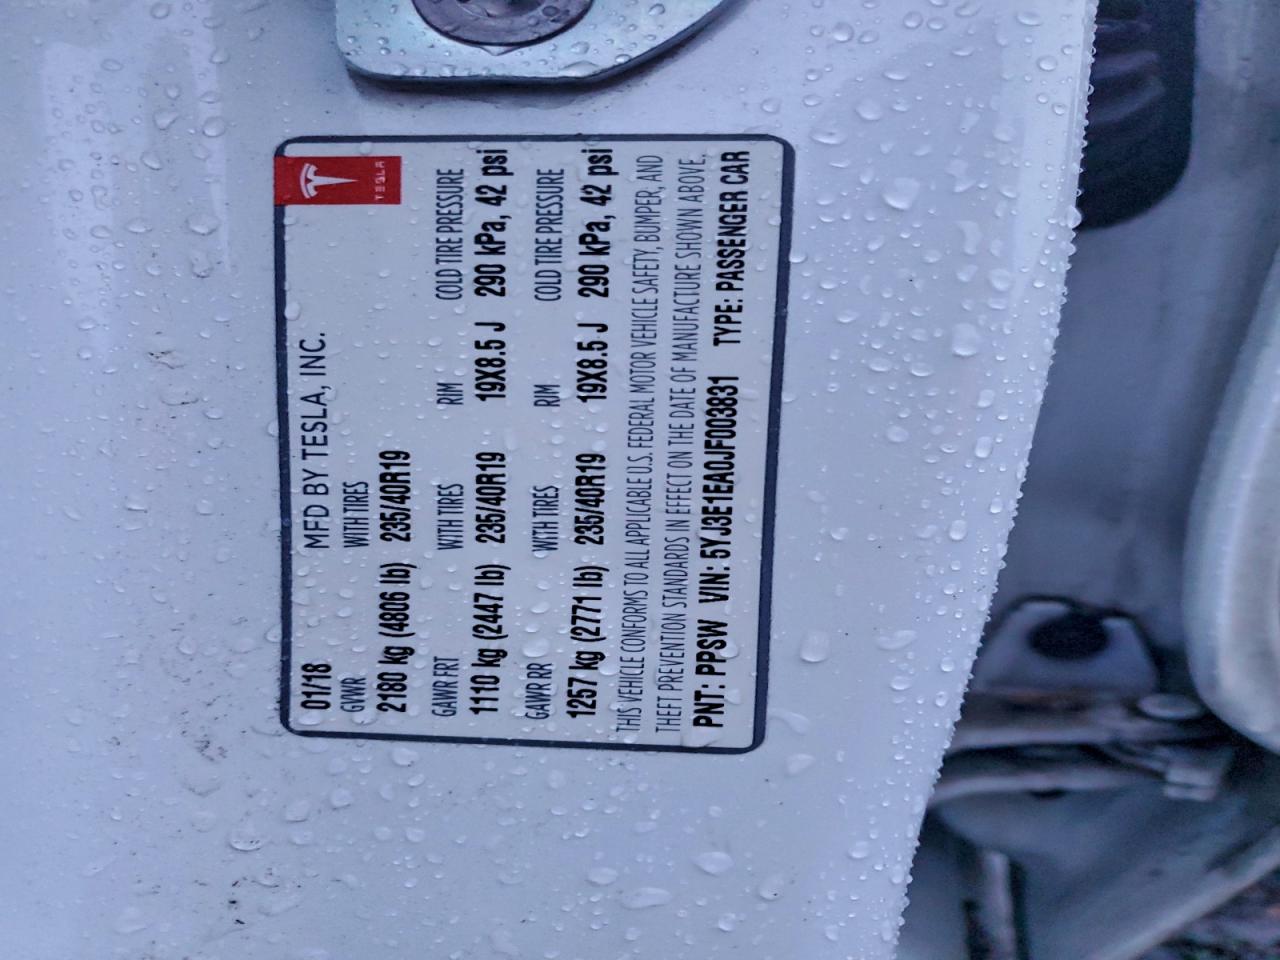 TESLA
01/18 MFD BY TESLA, INC.
GVWR WITH TIRES
2180 kg (4806 lb) 235/40R19
GAWR FRT WITH TIRES RIM COLD TIRE PRESSURE
1110 kg (2447 lb) 235/40R19 19X8.5 J 290 kPa, 42 psi
GAWR RR WITH TIRES RIM COLD TIRE PRESSURE
1257 kg (2771 lb) 235/40R19 19X8.5 J 290 kPa, 42 psi
THIS VEHICLE CONFORMS TO ALL APPLICABLE U.S. FEDERAL MOTOR VEHICLE SAFETY, BUMPER, AND
THEFT PREVENTION STANDARDS IN EFFECT ON THE DATE OF MANUFACTURE SHOWN ABOVE.
PNT: PPSW VIN: 5YJ3E1EA0JF003831 TYPE: PASSENGER CAR